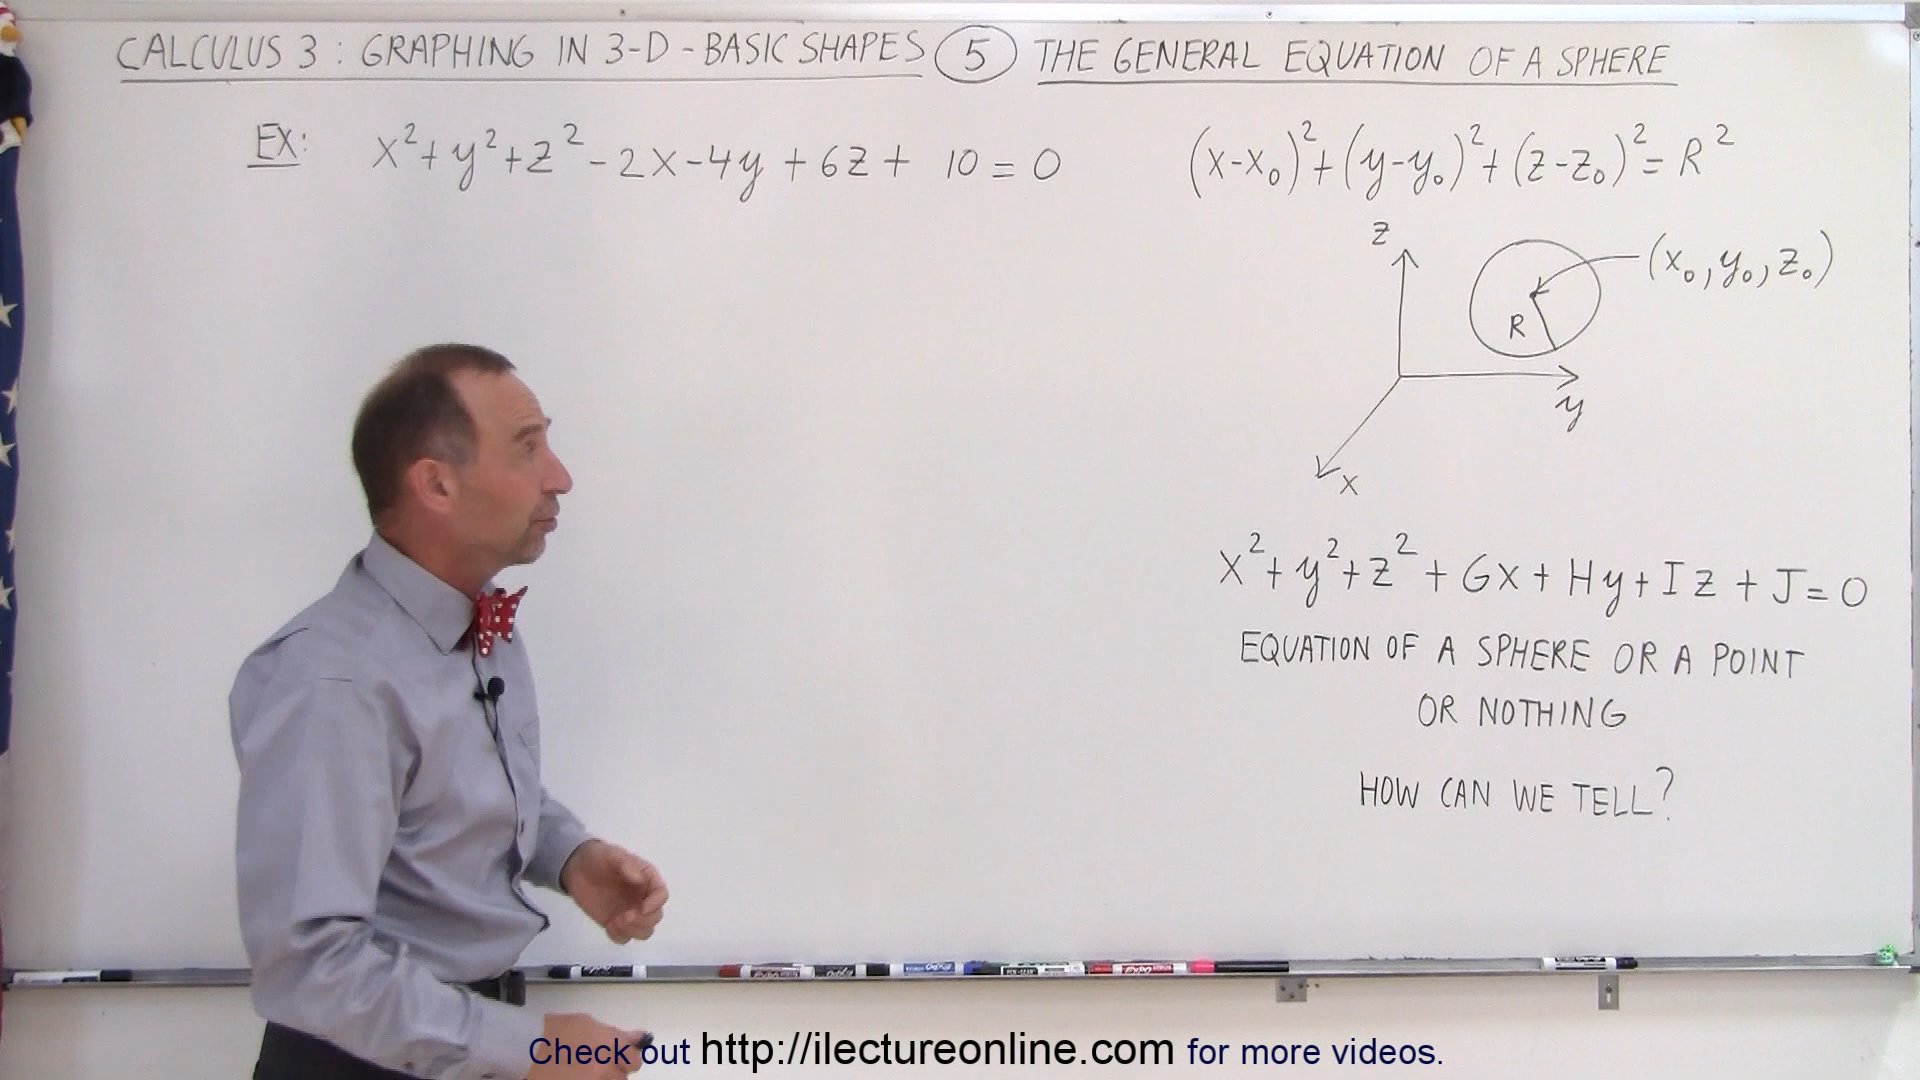 CALCULUS 3 : GRAPHING IN 3-D - BASIC SHAPES (5) THE GENERAL EQUATION OF A SPHERE
EX: x² + y² + z² - 2x - 4y + 6z + 10 = 0
(x-x₀)² + (y-y₀)² + (z-z₀)² = R²
z
(x₀, y₀, z₀)
R
y
x
x² + y² + z² + Gx + Hy + Iz + J = 0
EQUATION OF A SPHERE OR A POINT
OR NOTHING
HOW CAN WE TELL?
Check out http://ilectureonline.com for more videos.